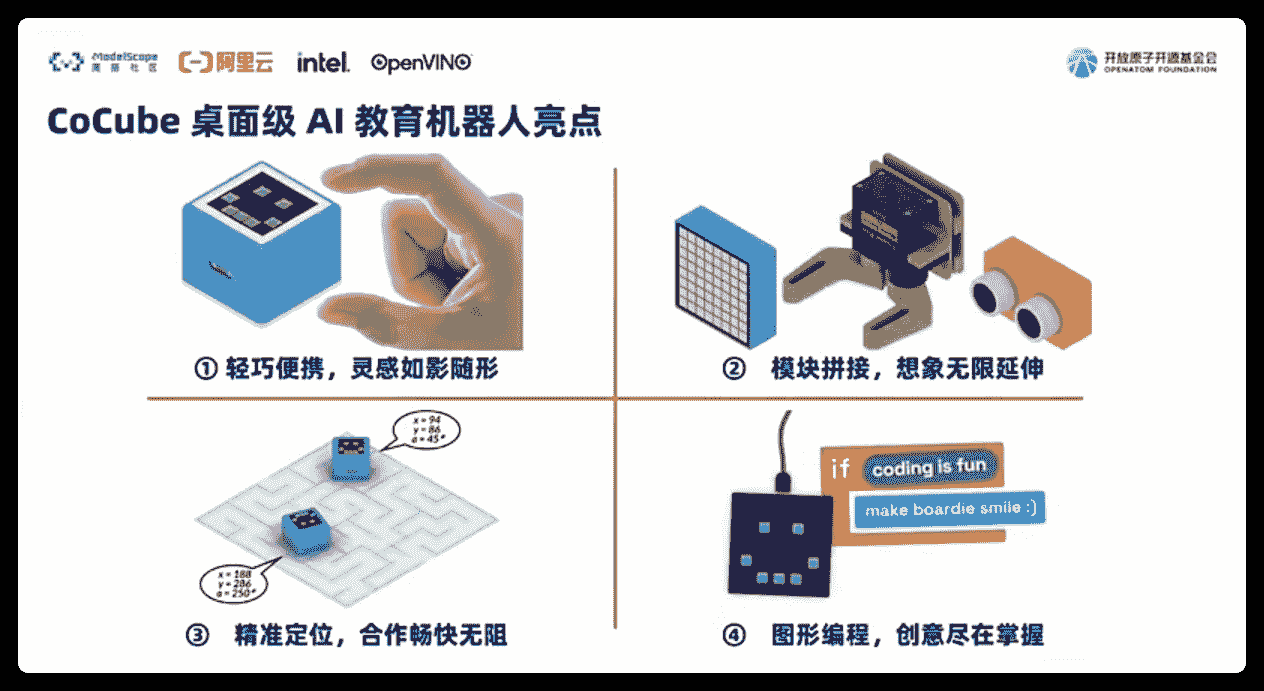 ModelScope
魔搭社区
阿里云
intel.
OpenVINO
开放原子开源基金会
OPENATOM FOUNDATION
CoCube 桌面级 AI 教育机器人亮点
① 轻巧便携，灵感如影随形
② 模块拼接，想象无限延伸
x = 94
y = 86
a = 45°
x = 188
y = 286
a = 250°
if coding is fun
make boardie smile :)
③ 精准定位，合作畅快无阻
④ 图形编程，创意尽在掌握